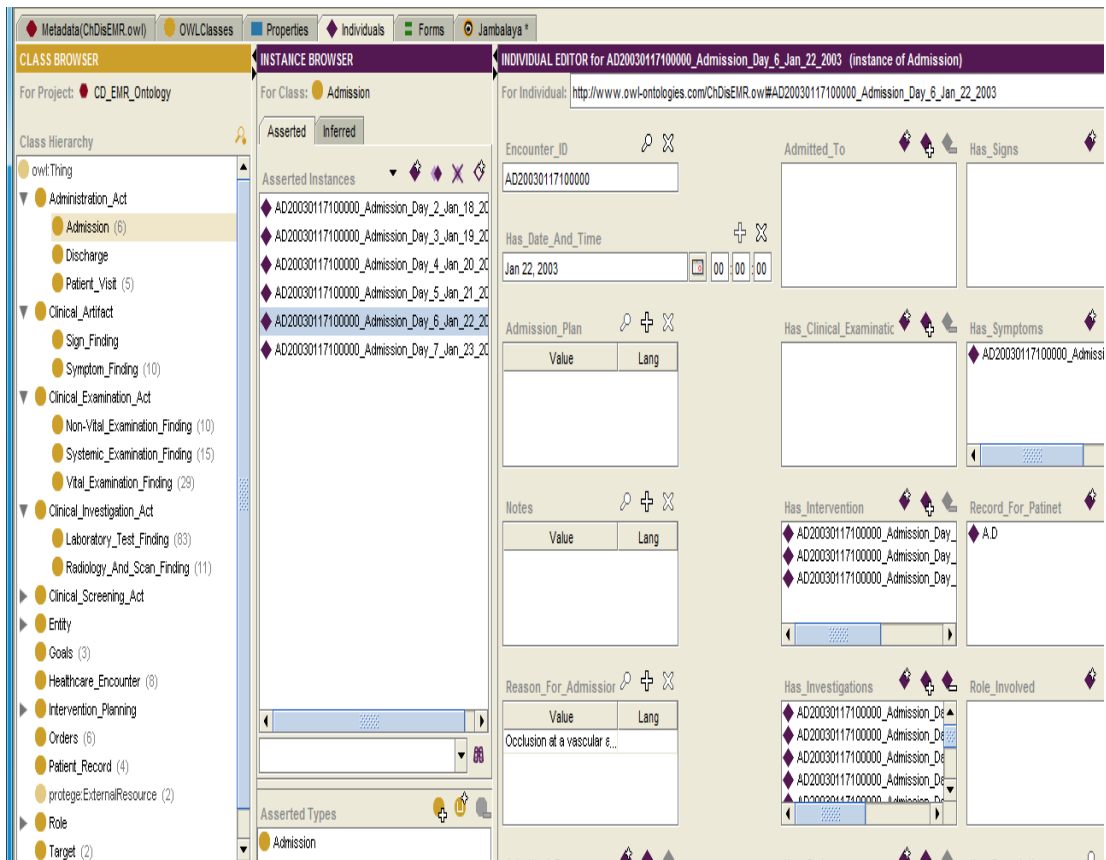 Metadata(ChDisEMR.owl)
OWLClasses
Properties
Individuals
Forms
Jambalaya *
CLASS BROWSER
For Project: CD_EMR_Ontology
Class Hierarchy
owl:Thing
Administration_Act
Admission (6)
Discharge
Patient_Visit (5)
Clinical_Artifact
Sign_Finding
Symptom_Finding (10)
Clinical_Examination_Act
Non-Vital_Examination_Finding (10)
Systemic_Examination_Finding (15)
Vital_Examination_Finding (29)
Clinical_Investigation_Act
Laboratory_Test_Finding (83)
Radiology_And_Scan_Finding (11)
Clinical_Screening_Act
Entity
Goals (3)
Healthcare_Encounter (8)
Intervention_Planning
Orders (6)
Patient_Record (4)
protege:ExternalResource (2)
Role
Target (2)
INSTANCE BROWSER
For Class: Admission
Asserted
Inferred
Asserted Instances
AD20030117100000_Admission_Day_2_Jan_18_20
AD20030117100000_Admission_Day_3_Jan_19_20
AD20030117100000_Admission_Day_4_Jan_20_20
AD20030117100000_Admission_Day_5_Jan_21_20
AD20030117100000_Admission_Day_6_Jan_22_20
AD20030117100000_Admission_Day_7_Jan_23_20
Asserted Types
Admission
INDIVIDUAL EDITOR for AD20030117100000_Admission_Day_6_Jan_22_2003 (instance of Admission)
For Individual: http://www.owl-ontologies.com/ChDisEMR.owl#AD20030117100000_Admission_Day_6_Jan_22_2003
Encounter_ID
AD20030117100000
Has_Date_And_Time
Jan 22, 2003 00 :00 :00
Admission_Plan
Value Lang
Notes
Value Lang
Reason_For_Admission
Value Lang
Occlusion at a vascular a...
Admitted_To
Has_Clinical_Examinatic
Has_Intervention
AD20030117100000_Admission_Day_
AD20030117100000_Admission_Day_
AD20030117100000_Admission_Day_
Has_Investigations
AD20030117100000_Admission_Da
AD20030117100000_Admission_Da
AD20030117100000_Admission_Da
AD20030117100000_Admission_Da
AD20030117100000_Admission_Da
Has_Signs
Has_Symptoms
AD20030117100000_Admissi
Record_For_Patinet
A.D
Role_Involved